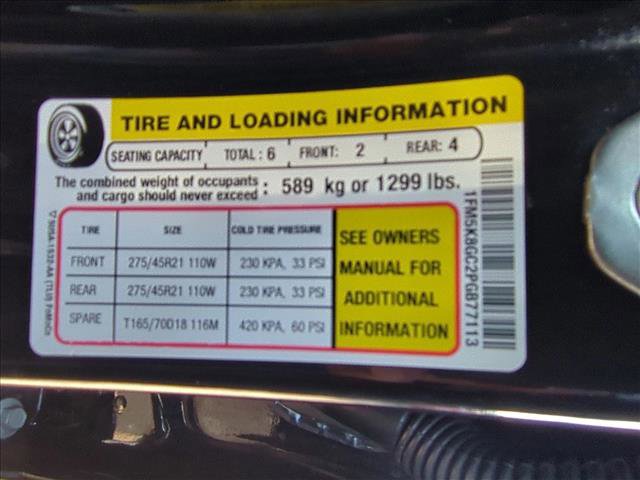 TIRE AND LOADING INFORMATION
SEATING CAPACITY TOTAL : 6 FRONT: 2 REAR: 4
The combined weight of occupants
and cargo should never exceed : 589 kg or 1299 lbs.
TIRE SIZE COLD TIRE PRESSURE
FRONT 275/45R21 110W 230 KPA, 33 PSI
REAR 275/45R21 110W 230 KPA, 33 PSI
SPARE T165/70D18 116M 420 KPA, 60 PSI
SEE OWNERS
MANUAL FOR
ADDITIONAL
INFORMATION
1FM5K8GC2PGB77113